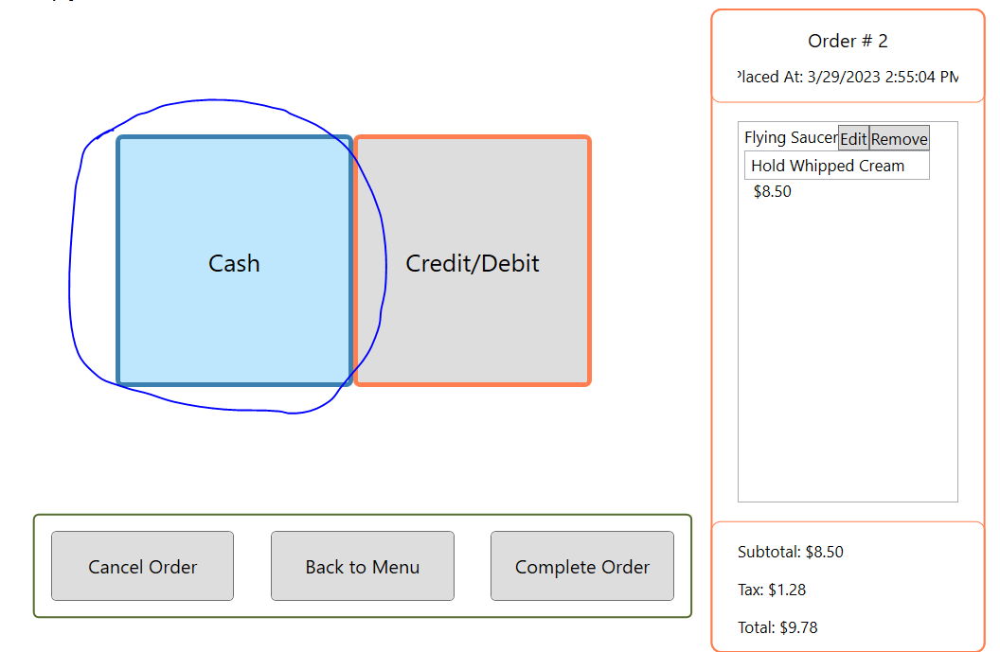 Cash
Credit/Debit
Cancel Order
Back to Menu
Complete Order
Order # 2
Placed At: 3/29/2023 2:55:04 PM
Flying Saucer Edit Remove
Hold Whipped Cream
$8.50
Subtotal: $8.50
Tax: $1.28
Total: $9.78